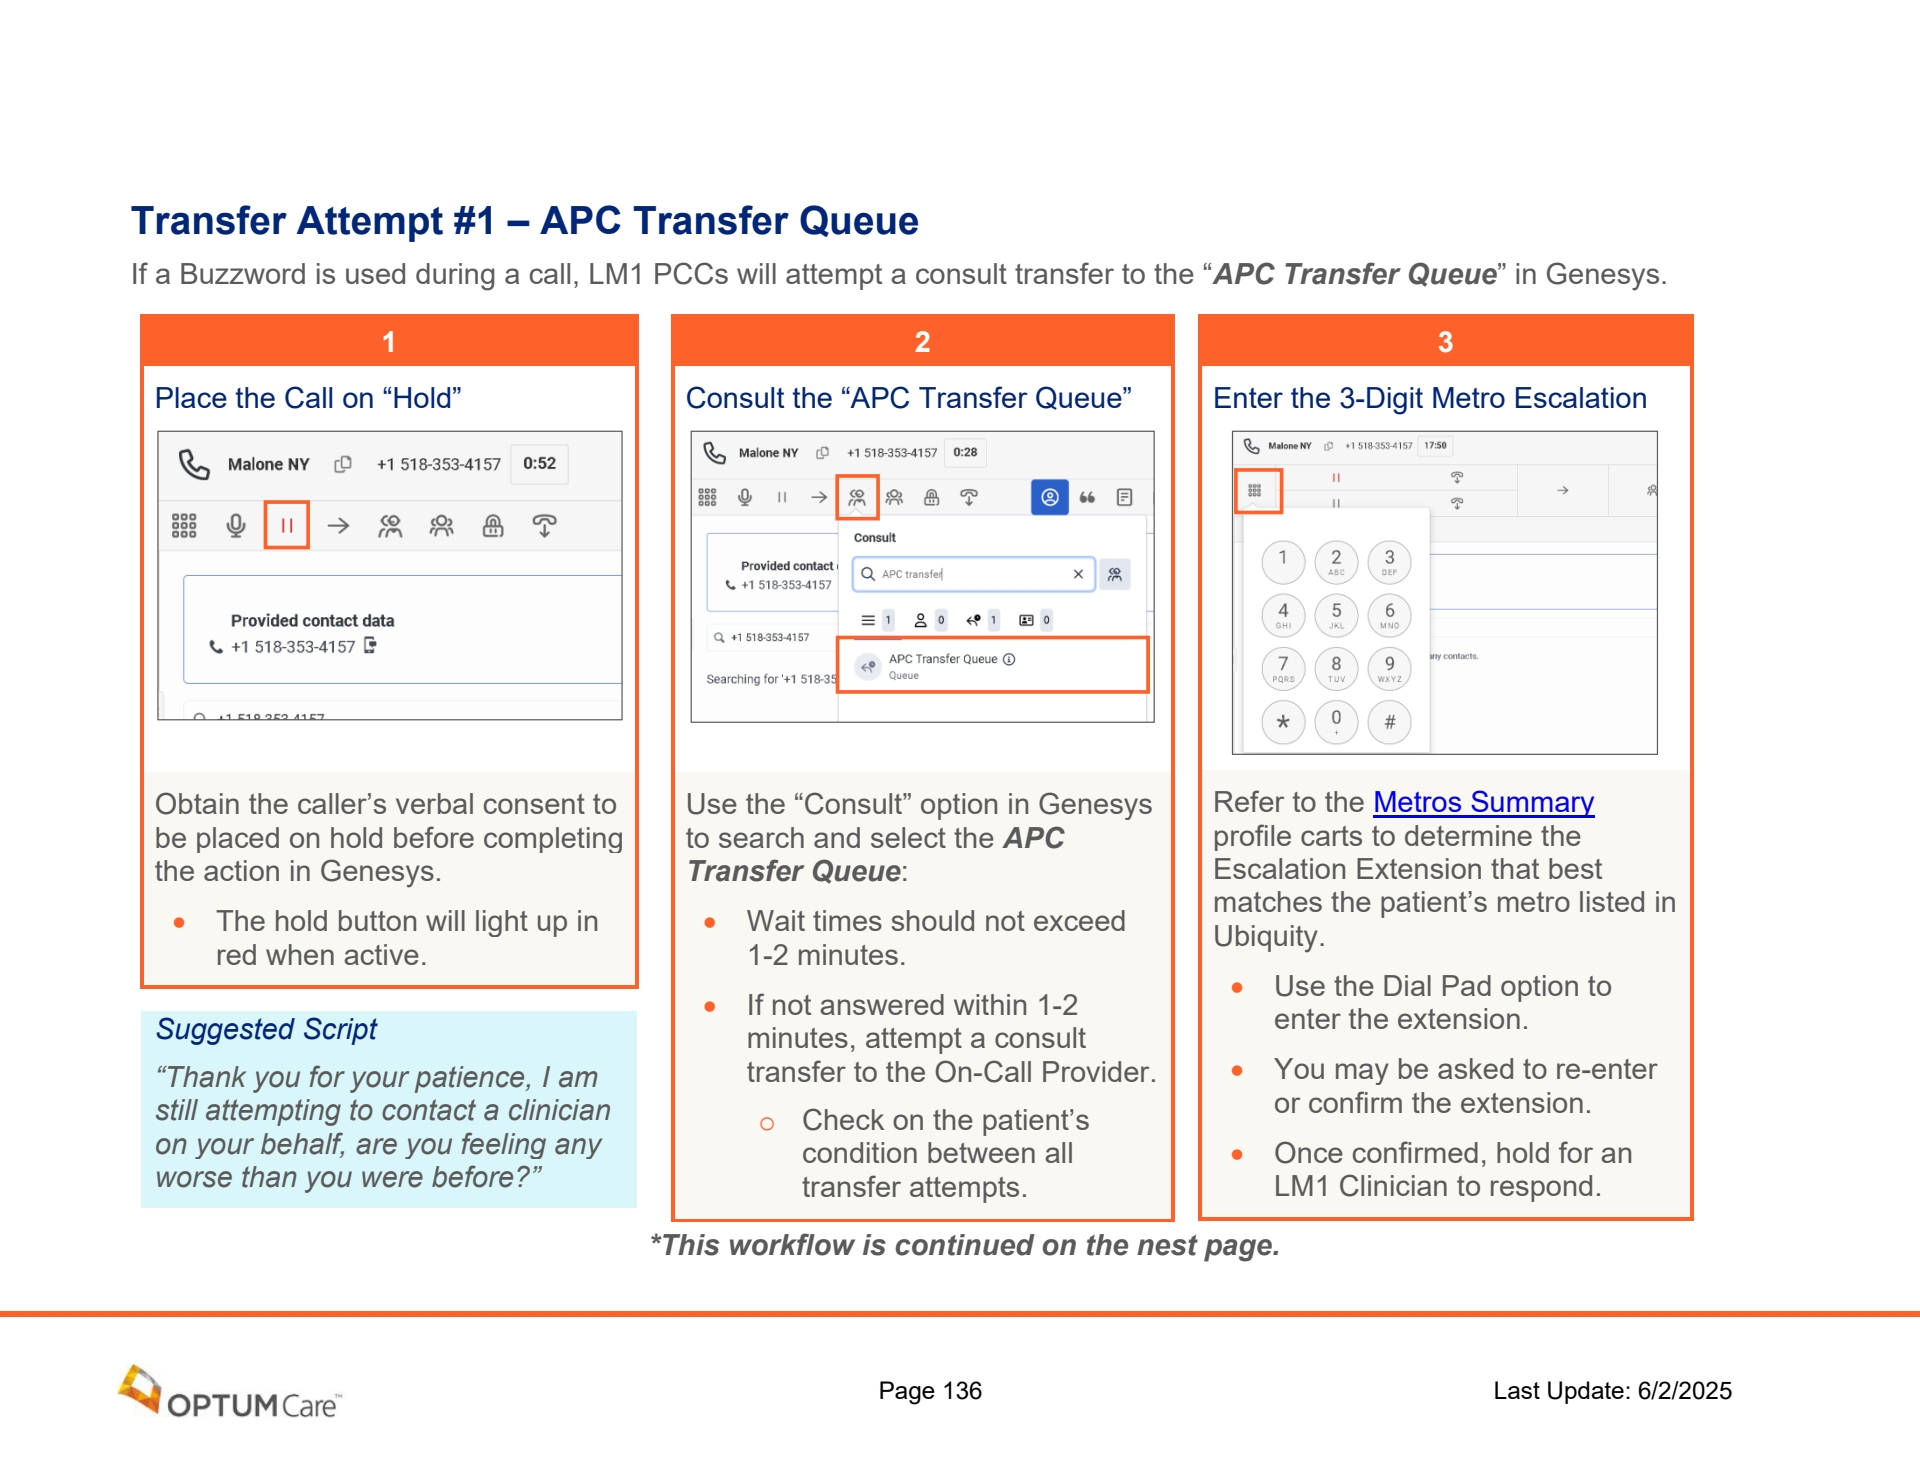 Transfer Attempt #1 – APC Transfer Queue
If a Buzzword is used during a call, LM1 PCCs will attempt a consult transfer to the “APC Transfer Queue” in Genesys.
1
Place the Call on “Hold”
Malone NY +1 518-353-4157 0:52
Provided contact data
+1 518-353-4157
+1 518-353-4157
Obtain the caller’s verbal consent to
be placed on hold before completing
the action in Genesys.
• The hold button will light up in
red when active.
Suggested Script
“Thank you for your patience, I am
still attempting to contact a clinician
on your behalf, are you feeling any
worse than you were before?”
2
Consult the “APC Transfer Queue”
Malone NY +1 518-353-4157 0:28
Consult
Provided contact
APC transfer
+1 518-353-4157
1 0 1 0
+1 518-353-4157
APC Transfer Queue
Queue
Searching for '+1 518-35
Use the “Consult” option in Genesys
to search and select the APC
Transfer Queue:
• Wait times should not exceed
1-2 minutes.
• If not answered within 1-2
minutes, attempt a consult
transfer to the On-Call Provider.
o Check on the patient’s
condition between all
transfer attempts.
3
Enter the 3-Digit Metro Escalation
Malone NY +1 518-353-4157 17:50
1 2 3
ABC DEF
4 5 6
GHI JKL MNO
any contacts.
7 8 9
PQRS TUV WXYZ
* 0 #
+
Refer to the Metros Summary
profile carts to determine the
Escalation Extension that best
matches the patient’s metro listed in
Ubiquity.
• Use the Dial Pad option to
enter the extension.
• You may be asked to re-enter
or confirm the extension.
• Once confirmed, hold for an
LM1 Clinician to respond.
*This workflow is continued on the nest page.
OPTUMCare™
Page 136
Last Update: 6/2/2025